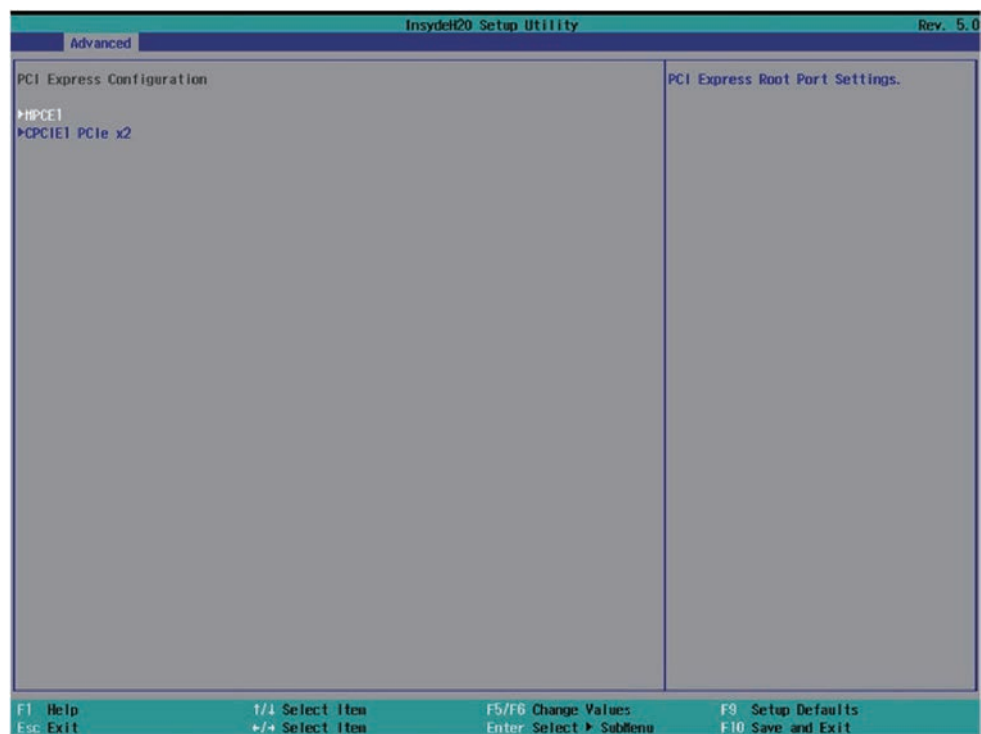 InsydeH20 Setup Utility Rev. 5.0
Advanced
PCI Express Configuration
PCI Express Root Port Settings.
▶MPCE1
▶CPCIE1 PCIe x2
F1 Help ↑/↓ Select Item F5/F6 Change Values F9 Setup Defaults
Esc Exit ←/→ Select Item Enter Select ▶ SubMenu F10 Save and Exit